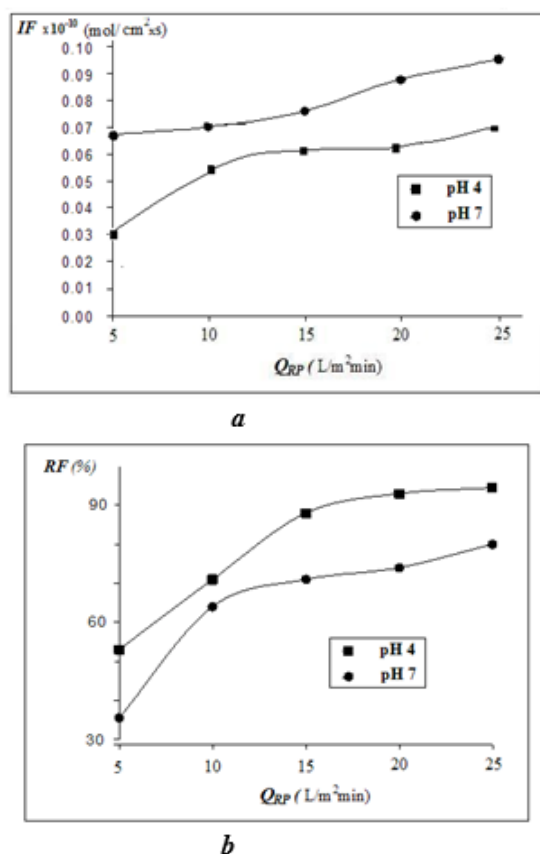 IF x10⁻¹⁰ (mol/cm²xs)
0.10
0.09
0.08
0.07
0.06
0.05
0.04
0.03
0.02
0.01
0.00
pH 4
pH 7
5 10 15 20 25
Q_RP ( L/m²min)
a
RF (%)
90
60
30
pH 4
pH 7
5 10 15 20 25
Q_RP ( L/m²min)
b